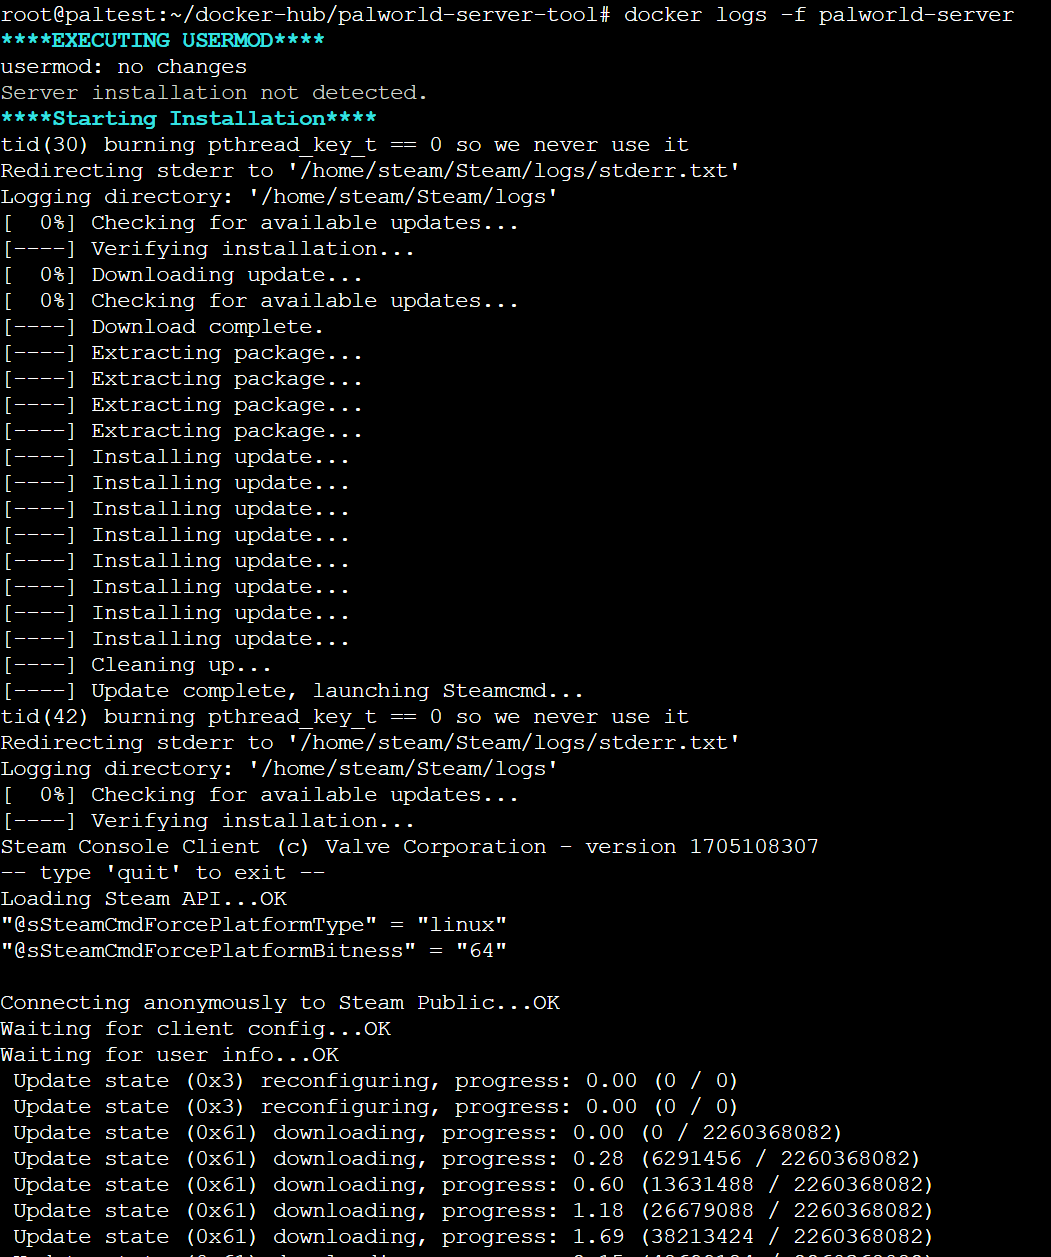 root@paltest:~/docker-hub/palworld-server-tool# docker logs -f palworld-server
****EXECUTING USERMOD****
usermod: no changes
Server installation not detected.
****Starting Installation****
tid(30) burning pthread_key_t == 0 so we never use it
Redirecting stderr to '/home/steam/Steam/logs/stderr.txt'
Logging directory: '/home/steam/Steam/logs'
[  0%] Checking for available updates...
[----] Verifying installation...
[  0%] Downloading update...
[  0%] Checking for available updates...
[----] Download complete.
[----] Extracting package...
[----] Extracting package...
[----] Extracting package...
[----] Extracting package...
[----] Installing update...
[----] Installing update...
[----] Installing update...
[----] Installing update...
[----] Installing update...
[----] Installing update...
[----] Installing update...
[----] Installing update...
[----] Cleaning up...
[----] Update complete, launching Steamcmd...
tid(42) burning pthread_key_t == 0 so we never use it
Redirecting stderr to '/home/steam/Steam/logs/stderr.txt'
Logging directory: '/home/steam/Steam/logs'
[  0%] Checking for available updates...
[----] Verifying installation...
Steam Console Client (c) Valve Corporation - version 1705108307
-- type 'quit' to exit --
Loading Steam API...OK
"@sSteamCmdForcePlatformType" = "linux"
"@sSteamCmdForcePlatformBitness" = "64"
Connecting anonymously to Steam Public...OK
Waiting for client config...OK
Waiting for user info...OK
Update state (0x3) reconfiguring, progress: 0.00 (0 / 0)
Update state (0x3) reconfiguring, progress: 0.00 (0 / 0)
Update state (0x61) downloading, progress: 0.00 (0 / 2260368082)
Update state (0x61) downloading, progress: 0.28 (6291456 / 2260368082)
Update state (0x61) downloading, progress: 0.60 (13631488 / 2260368082)
Update state (0x61) downloading, progress: 1.18 (26679088 / 2260368082)
Update state (0x61) downloading, progress: 1.69 (38213424 / 2260368082)